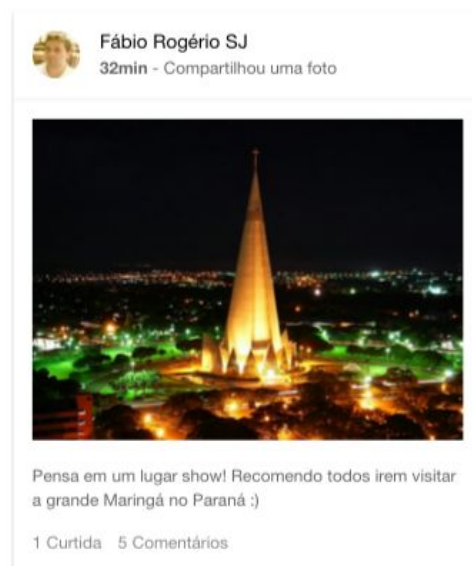 Fábio Rogério SJ
32min - Compartilhou uma foto
Pensa em um lugar show! Recomendo todos irem visitar
a grande Maringá no Paraná :)
1 Curtida 5 Comentários